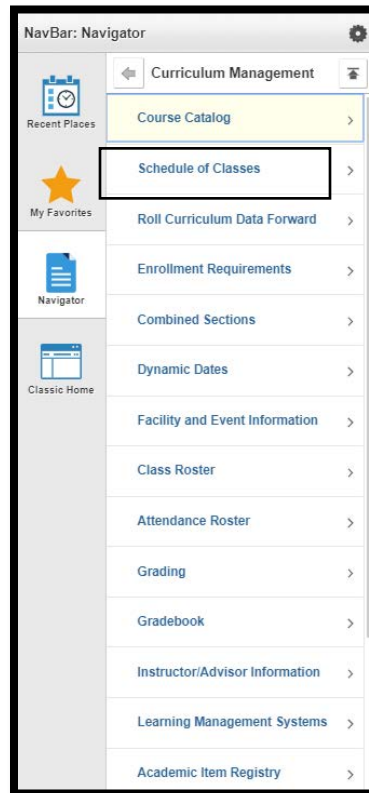 NavBar: Navigator
Recent Places
My Favorites
Navigator
Classic Home
Curriculum Management
Course Catalog
Schedule of Classes
Roll Curriculum Data Forward
Enrollment Requirements
Combined Sections
Dynamic Dates
Facility and Event Information
Class Roster
Attendance Roster
Grading
Gradebook
Instructor/Advisor Information
Learning Management Systems
Academic Item Registry